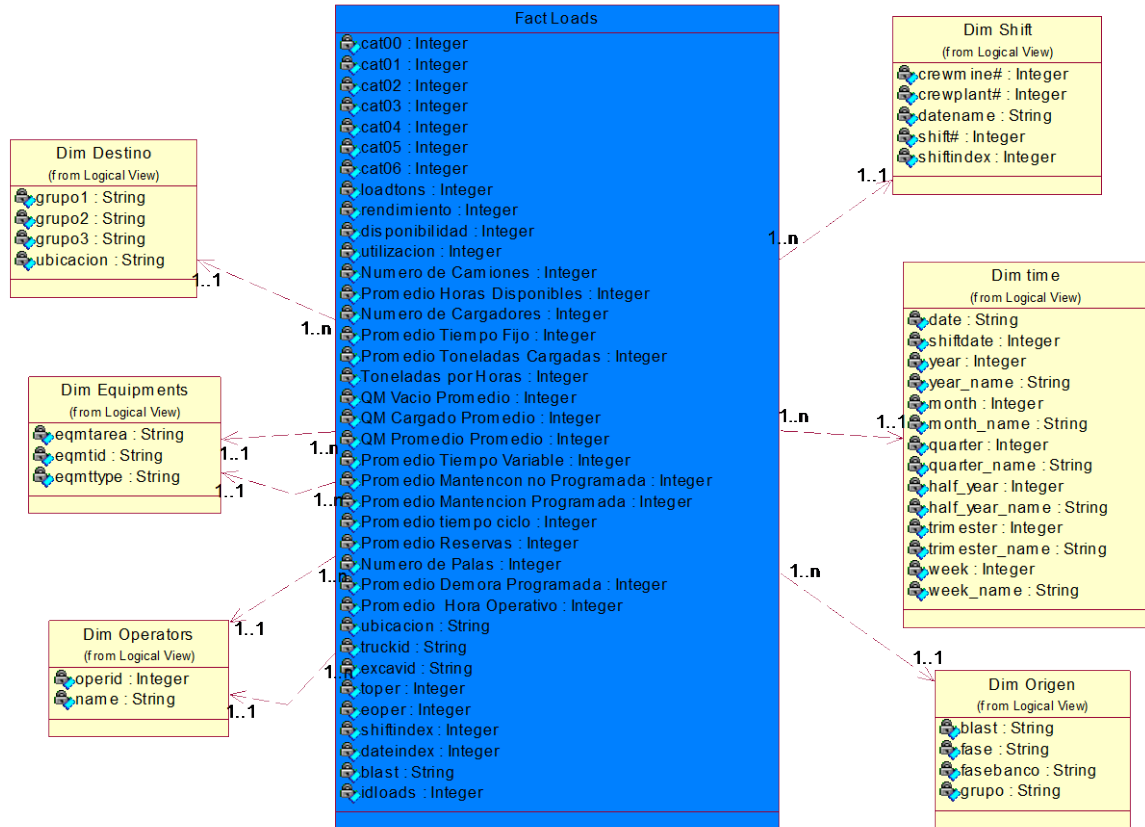 Fact Loads
cat00 : Integer
cat01 : Integer
cat02 : Integer
cat03 : Integer
cat04 : Integer
cat05 : Integer
cat06 : Integer
loadtons : Integer
rendimiento : Integer
disponibilidad : Integer
utilizacion : Integer
Numero de Camiones : Integer
Promedio Horas Disponibles : Integer
Numero de Cargadores : Integer
Promedio Tiempo Fijo : Integer
Promedio Toneladas Cargadas : Integer
Toneladas por Horas : Integer
QM Vacio Promedio : Integer
QM Cargado Promedio : Integer
QM Promedio Promedio : Integer
Promedio Tiempo Variable : Integer
Promedio Mantencon no Programada : Integer
Promedio Mantencion Programada : Integer
Promedio tiempo ciclo : Integer
Promedio Reservas : Integer
Numero de Palas : Integer
Promedio Demora Programada : Integer
Promedio Hora Operativo : Integer
ubicacion : String
truckid : String
excavid : String
toper : Integer
eoper : Integer
shiftindex : Integer
dateindex : Integer
blast : String
idloads : Integer
Dim Destino
(from Logical View)
grupo1 : String
grupo2 : String
grupo3 : String
ubicacion : String
1..1
1..n
Dim Equipments
(from Logical View)
eqmtarea : String
eqmtid : String
eqmttype : String
1..1
1..n
1..1
1..n
Dim Operators
(from Logical View)
operid : Integer
name : String
1..n
1..1
1..n
1..1
Dim Shift
(from Logical View)
crewmine# : Integer
crewplant# : Integer
datename : String
shift# : Integer
shiftindex : Integer
1..1
1..n
Dim time
(from Logical View)
date : String
shiftdate : Integer
year : Integer
year_name : String
month : Integer
month_name : String
quarter : Integer
quarter_name : String
half_year : Integer
half_year_name : String
trimester : Integer
trimester_name : String
week : Integer
week_name : String
1..n
1..1
Dim Origen
(from Logical View)
blast : String
fase : String
fasebanco : String
grupo : String
1..n
1..1